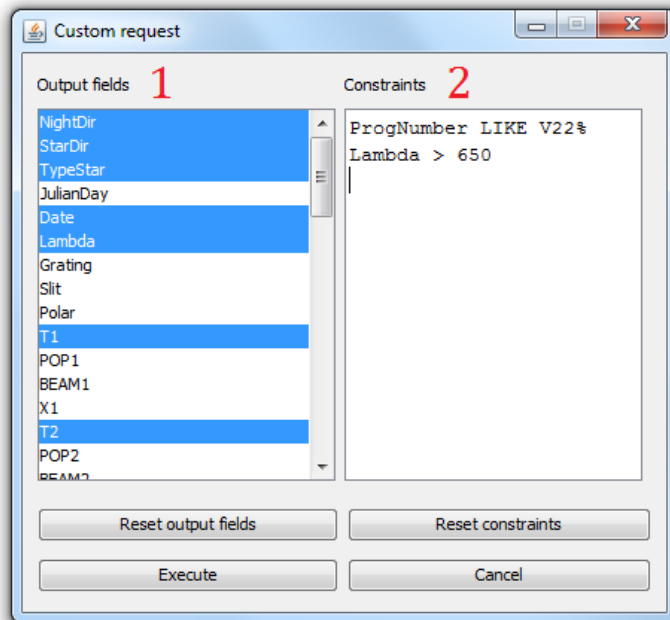 Custom request
Output fields 1
Constraints 2
NightDir
StarDir
TypeStar
JulianDay
Date
Lambda
Grating
Slit
Polar
T1
POP1
BEAM1
X1
T2
POP2
BEAM2
ProgNumber LIKE V22%
Lambda > 650
Reset output fields
Reset constraints
Execute
Cancel